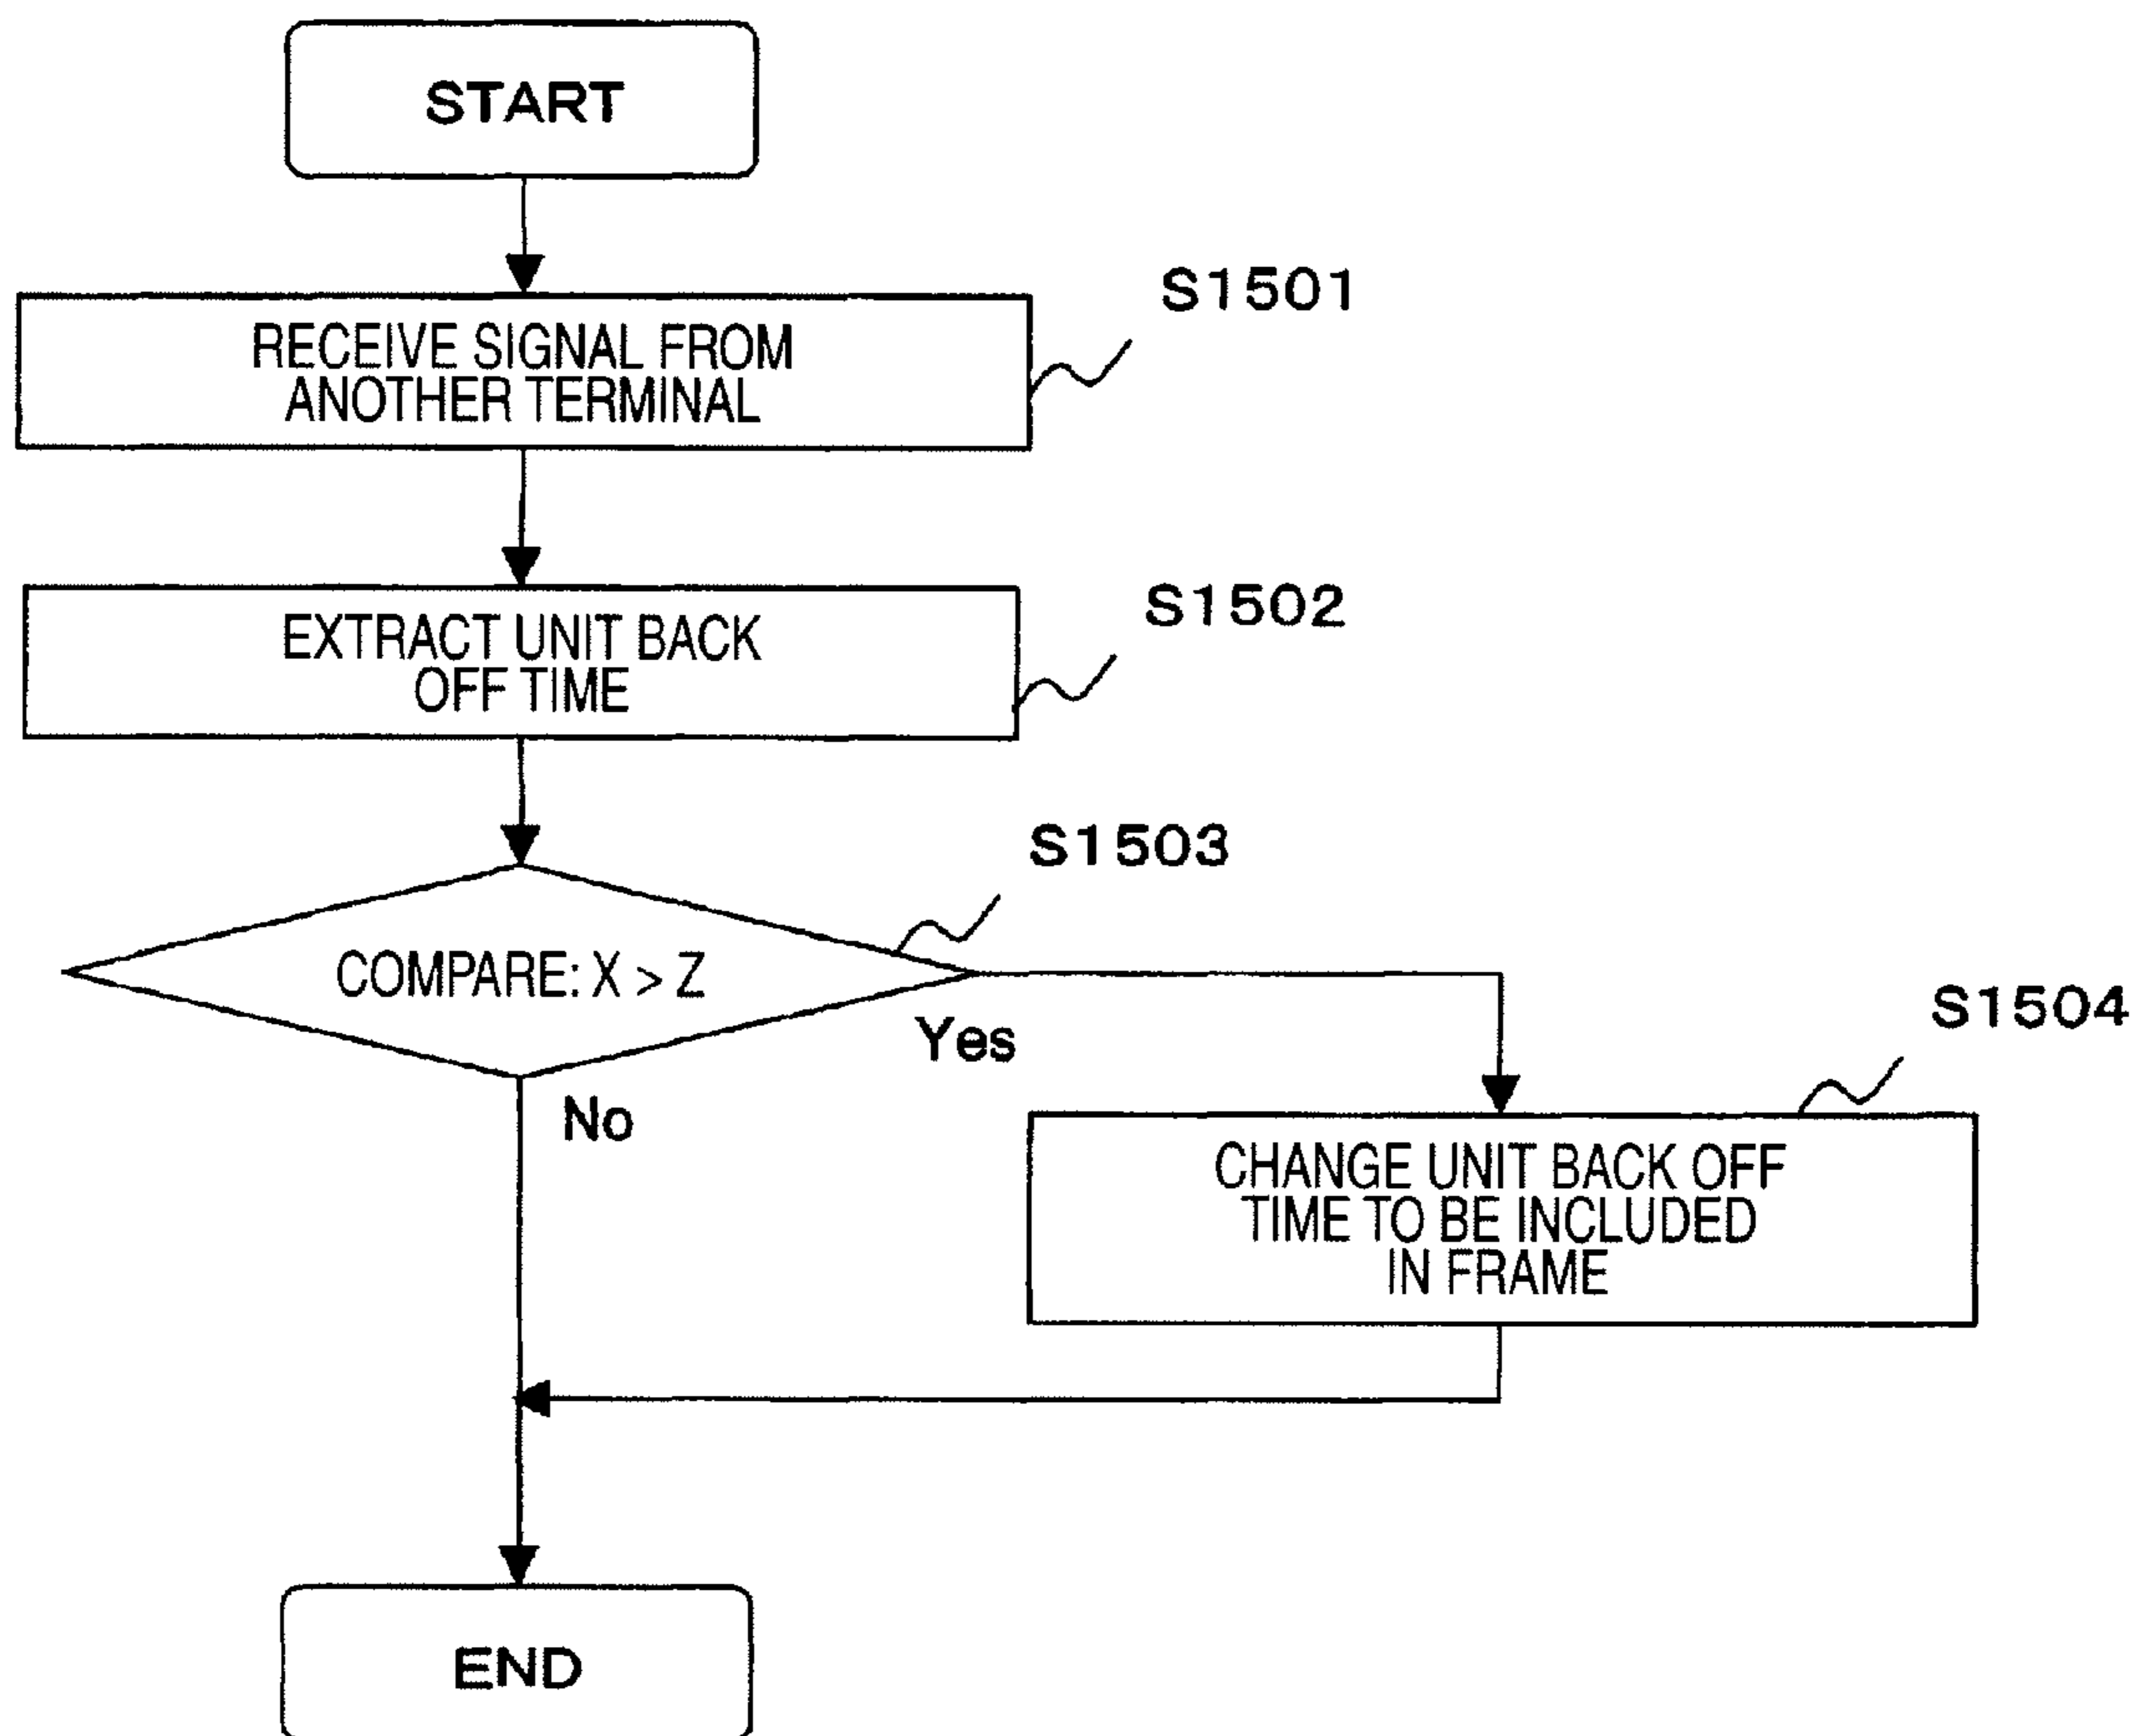 START
S1501
RECEIVE SIGNAL FROM
ANOTHER TERMINAL
S1502
EXTRACT UNIT BACK
OFF TIME
S1503
COMPARE: X > Z
Yes
No
S1504
CHANGE UNIT BACK OFF
TIME TO BE INCLUDED
IN FRAME
END